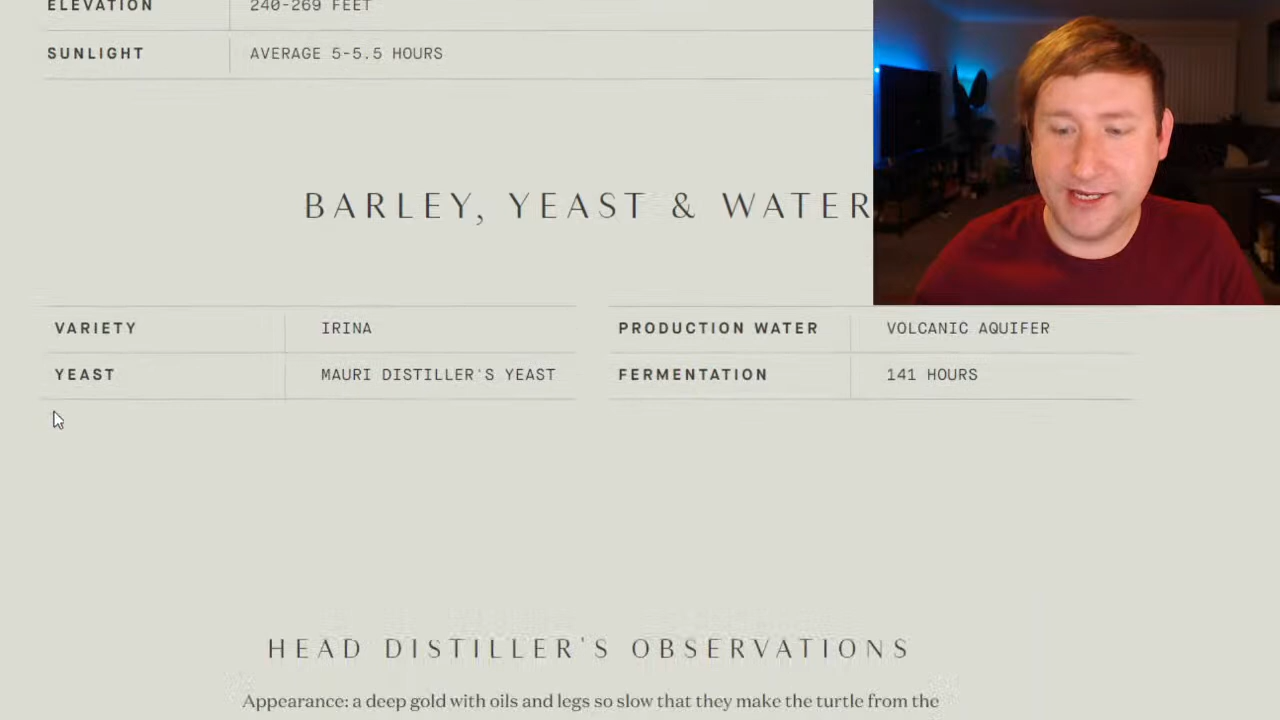 ELEVATION 240-269 FEET
SUNLIGHT AVERAGE 5-5.5 HOURS
BARLEY, YEAST & WATER
VARIETY IRINA PRODUCTION WATER VOLCANIC AQUIFER
YEAST MAURI DISTILLER'S YEAST FERMENTATION 141 HOURS
HEAD DISTILLER'S OBSERVATIONS
Appearance: a deep gold with oils and legs so slow that they make the turtle from the